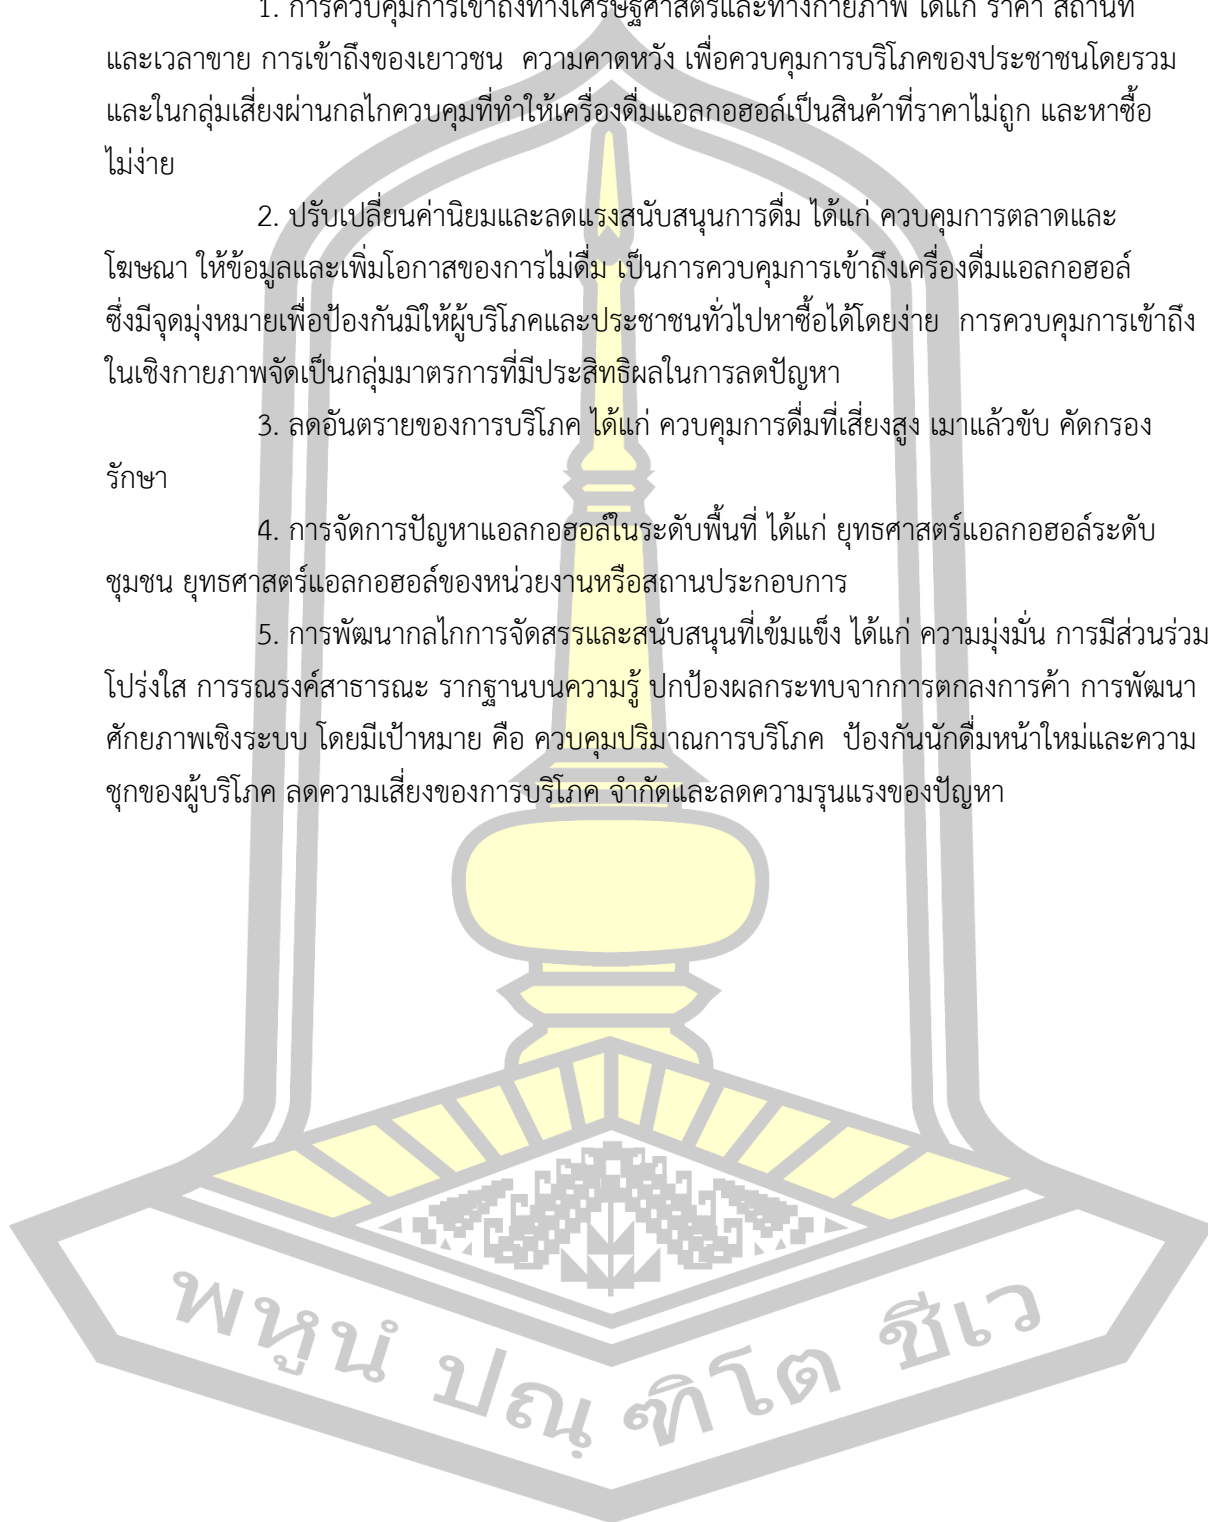 1. การควบคุมการเข้าถึงทางเศรษฐศาสตร์และทางกายภาพ ได้แก่ ราคา สถานที่
และเวลาขาย การเข้าถึงของเยาวชน  ความคาดหวัง เพื่อควบคุมการบริโภคของประชาชนโดยรวม
และในกลุ่มเสี่ยงผ่านกลไกควบคุมที่ทำให้เครื่องดื่มแอลกอฮอล์เป็นสินค้าที่ราคาไม่ถูก และหาซื้อ
ไม่ง่าย
2. ปรับเปลี่ยนค่านิยมและลดแรงสนับสนุนการดื่ม ได้แก่ ควบคุมการตลาดและ
โฆษณา ให้ข้อมูลและเพิ่มโอกาสของการไม่ดื่ม เป็นการควบคุมการเข้าถึงเครื่องดื่มแอลกอฮอล์
ซึ่งมีจุดมุ่งหมายเพื่อป้องกันมิให้ผู้บริโภคและประชาชนทั่วไปหาซื้อได้โดยง่าย  การควบคุมการเข้าถึง
ในเชิงกายภาพจัดเป็นกลุ่มมาตรการที่มีประสิทธิผลในการลดปัญหา
3. ลดอันตรายของการบริโภค ได้แก่ ควบคุมการดื่มที่เสี่ยงสูง เมาแล้วขับ คัดกรอง
รักษา
4. การจัดการปัญหาแอลกอฮอล์ในระดับพื้นที่ ได้แก่ ยุทธศาสตร์แอลกอฮอล์ระดับ
ชุมชน ยุทธศาสตร์แอลกอฮอล์ของหน่วยงานหรือสถานประกอบการ
5. การพัฒนากลไกการจัดสรรและสนับสนุนที่เข้มแข็ง ได้แก่ ความมุ่งมั่น การมีส่วนร่วม
โปร่งใส การรณรงค์สาธารณะ รากฐานบนความรู้ ปกป้องผลกระทบจากการตกลงการค้า การพัฒนา
ศักยภาพเชิงระบบ โดยมีเป้าหมาย คือ ควบคุมปริมาณการบริโภค  ป้องกันนักดื่มหน้าใหม่และความ
ชุกของผู้บริโภค ลดความเสี่ยงของการบริโภค จำกัดและลดความรุนแรงของปัญหา
พหูนํ ปณฺ ฑิโต ชีเว